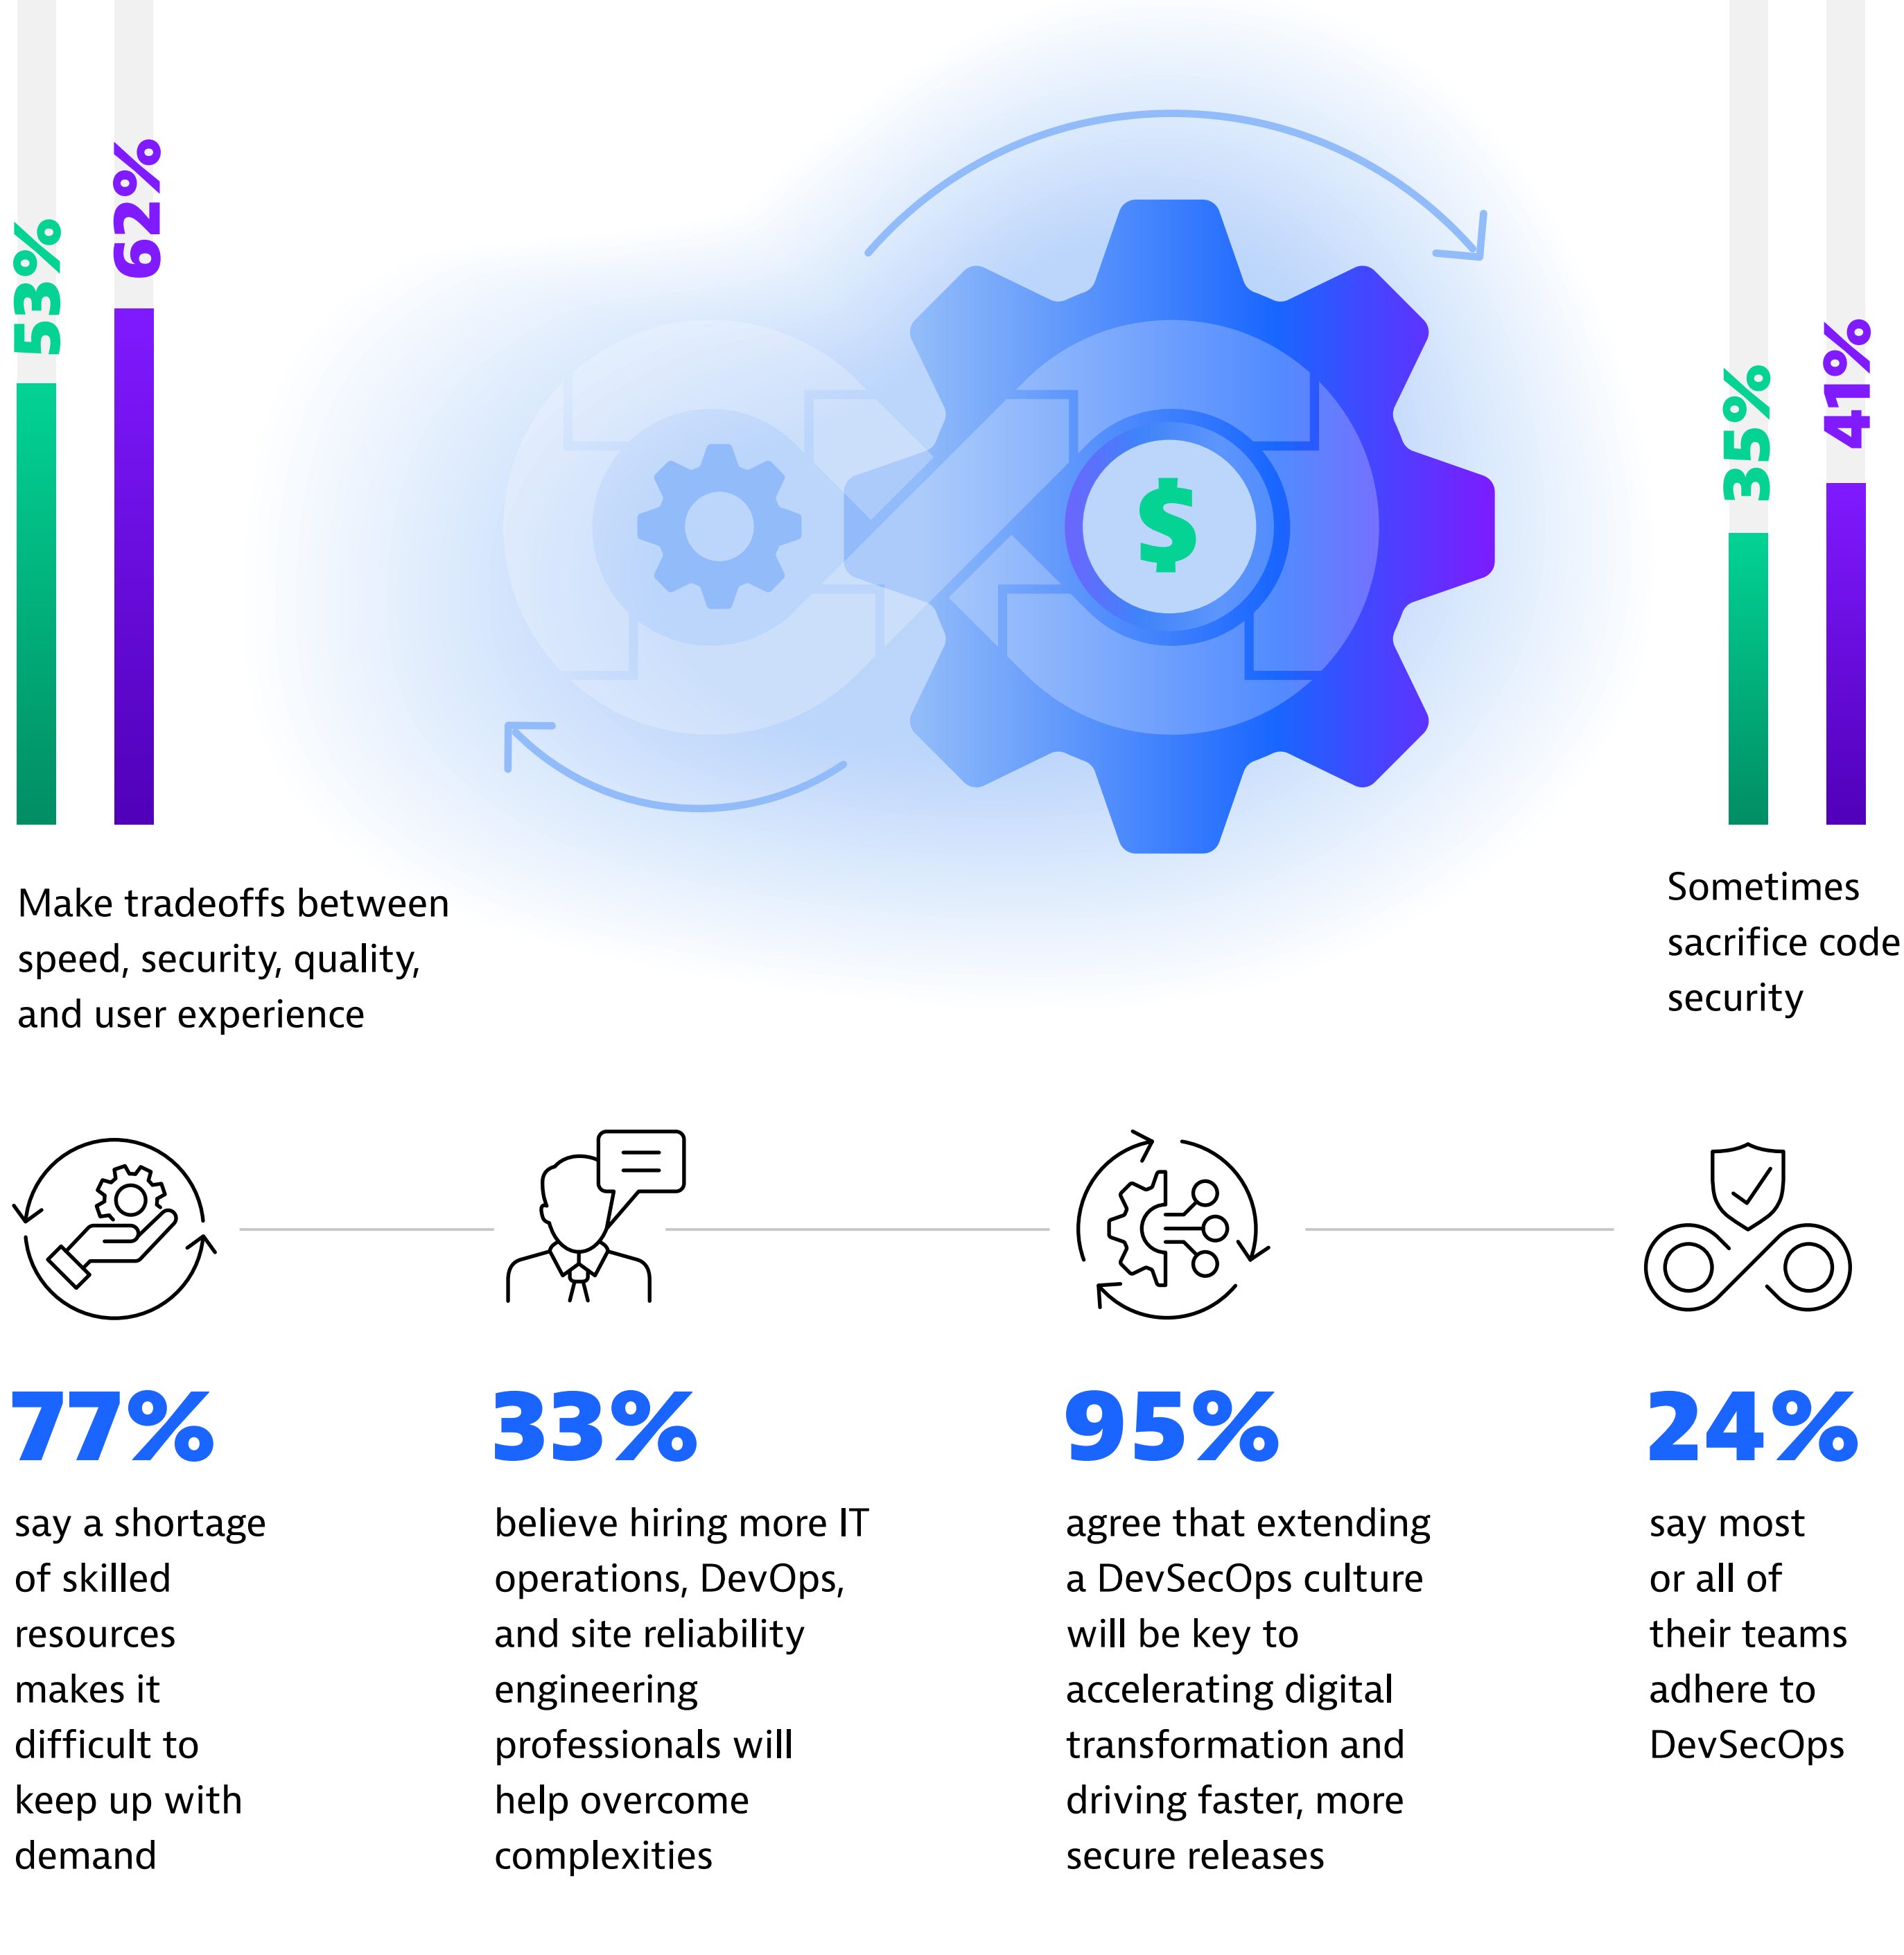 53%
62%
$
35%
41%
Make tradeoffs between
speed, security, quality,
and user experience
Sometimes
sacrifice code
security
77%
say a shortage
of skilled
resources
makes it
difficult to
keep up with
demand
33%
believe hiring more IT
operations, DevOps,
and site reliability
engineering
professionals will
help overcome
complexities
95%
agree that extending
a DevSecOps culture
will be key to
accelerating digital
transformation and
driving faster, more
secure releases
24%
say most
or all of
their teams
adhere to
DevSecOps